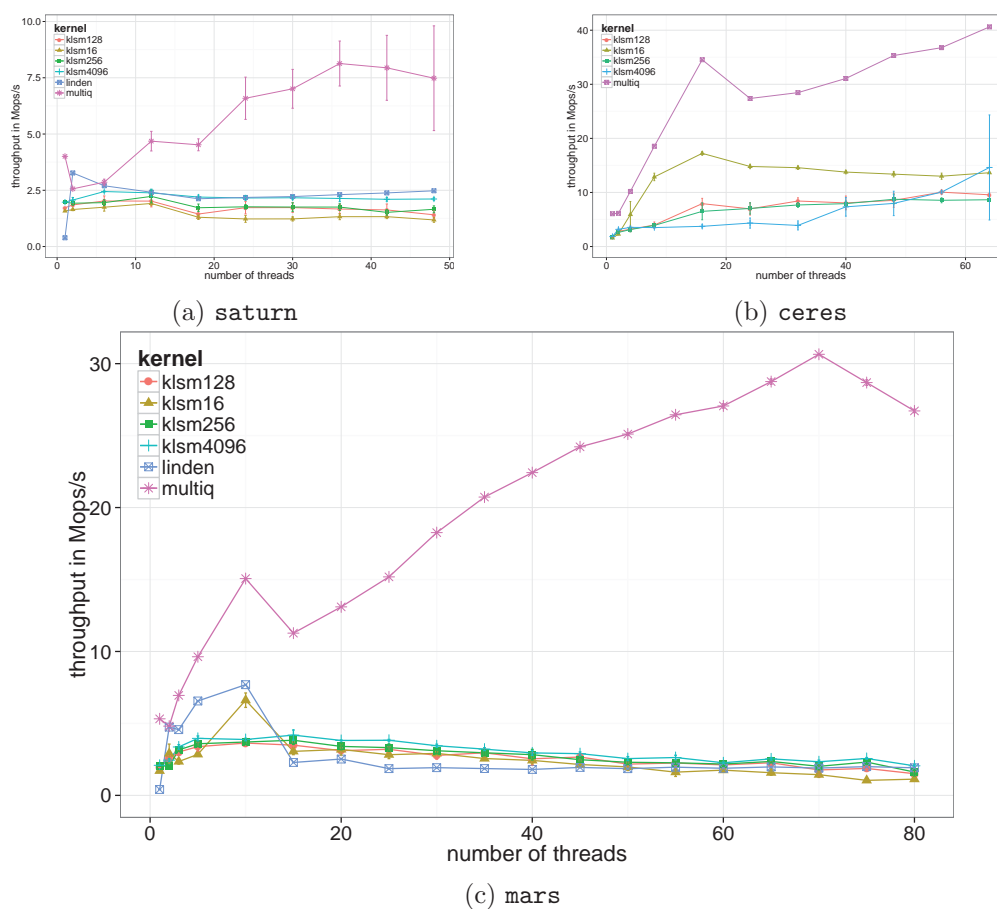 10.0
7.5
5.0
2.5
0.0
throughput in Mops/s
kernel
klsm128
klsm16
klsm256
klsm4096
linden
multiq
0 10 20 30 40 50
number of threads
(a) saturn
40
30
20
10
0
throughput in Mops/s
kernel
klsm128
klsm16
klsm256
klsm4096
multiq
0 20 40 60
number of threads
(b) ceres
30
20
10
0
throughput in Mops/s
kernel
klsm128
klsm16
klsm256
klsm4096
linden
multiq
0 20 40 60 80
number of threads
(c) mars